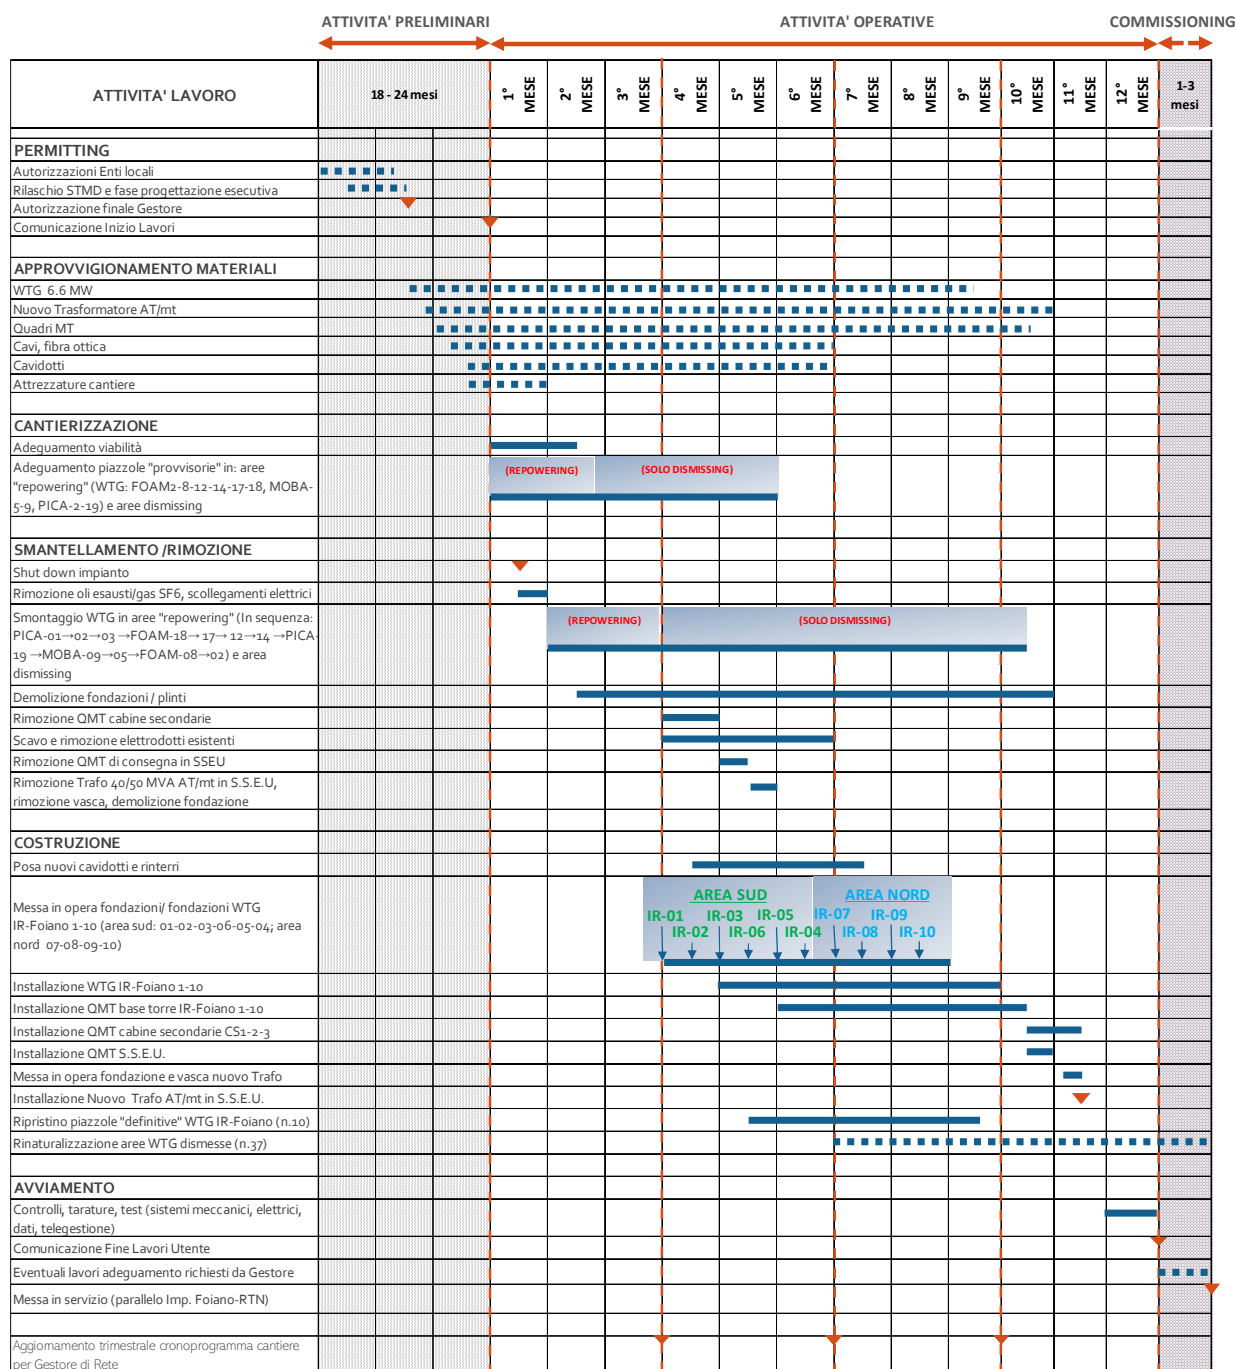 ATTIVITA' PRELIMINARI
ATTIVITA' OPERATIVE
COMMISSIONING
ATTIVITA' LAVORO
18 - 24 mesi
1° MESE
2° MESE
3° MESE
4° MESE
5° MESE
6° MESE
7° MESE
8° MESE
9° MESE
10° MESE
11° MESE
12° MESE
1-3
mesi
PERMITTING
Autorizzazioni Enti locali
Rilaschio STMD e fase progettazione esecutiva
Autorizzazione finale Gestore
Comunicazione Inizio Lavori
APPROVVIGIONAMENTO MATERIALI
WTG 6.6 MW
Nuovo Trasformatore AT/mt
Quadri MT
Cavi, fibra ottica
Cavidotti
Attrezzature cantiere
CANTIERIZZAZIONE
Adeguamento viabilità
Adeguamento piazzole "provvisorie" in: aree
"repowering" (WTG: FOAM2-8-12-14-17-18, MOBA-
5-9, PICA-2-19) e aree dismissing
(REPOWERING)
(SOLO DISMISSING)
SMANTELLAMENTO /RIMOZIONE
Shut down impianto
Rimozione oli esausti/gas SF6, scollegamenti elettrici
Smontaggio WTG in aree "repowering" (In sequenza:
PICA-01→02→03 →FOAM-18→17→ 12→14 →PICA-
19 →MOBA-09→05→FOAM-08→02) e area
dismissing
(REPOWERING)
(SOLO DISMISSING)
Demolizione fondazioni / plinti
Rimozione QMT cabine secondarie
Scavo e rimozione elettrodotti esistenti
Rimozione QMT di consegna in SSEU
Rimozione Trafo 40/50 MVA AT/mt in S.S.E.U,
rimozione vasca, demolizione fondazione
COSTRUZIONE
Posa nuovi cavidotti e rinterri
Messa in opera fondazioni/ fondazioni WTG
IR-Foiano 1-10 (area sud: 01-02-03-06-05-04; area
nord 07-08-09-10)
AREA SUD
AREA NORD
IR-01
IR-03
IR-05
IR-07
IR-09
IR-02
IR-06
IR-04
IR-08
IR-10
Installazione WTG IR-Foiano 1-10
Installazione QMT base torre IR-Foiano 1-10
Installazione QMT cabine secondarie CS1-2-3
Installazione QMT S.S.E.U.
Messa in opera fondazione e vasca nuovo Trafo
Installazione Nuovo Trafo AT/mt in S.S.E.U.
Ripristino piazzole "definitive" WTG IR-Foiano (n.10)
Rinaturalizzazione aree WTG dismesse (n.37)
AVVIAMENTO
Controlli, tarature, test (sistemi meccanici, elettrici,
dati, telegestione)
Comunicazione Fine Lavori Utente
Eventuali lavori adeguamento richiesti da Gestore
Messa in servizio (parallelo Imp. Foiano-RTN)
Aggiornamento trimestrale cronoprogramma cantiere
per Gestore di Rete